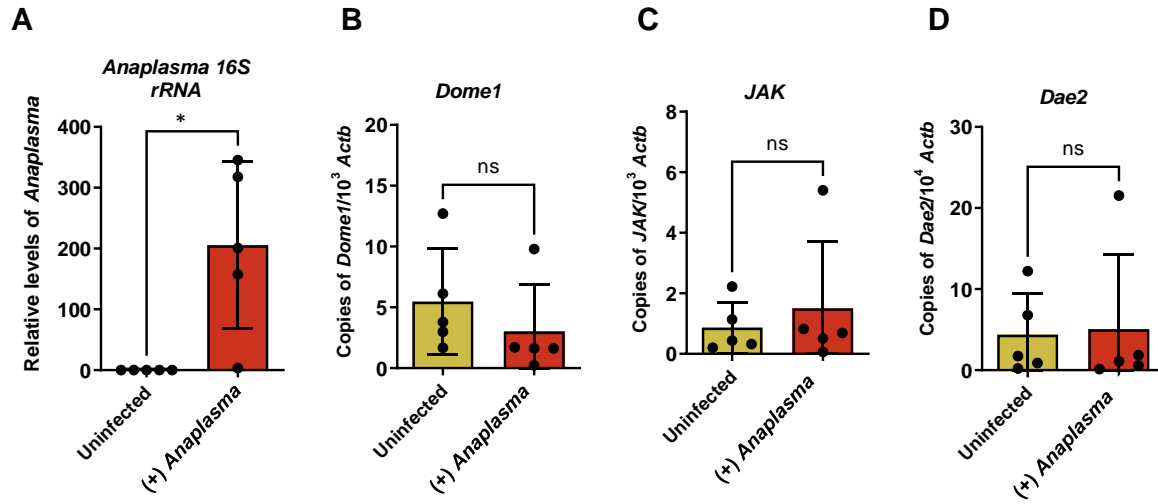 A
Anaplasma 16S
rRNA
Relative levels of Anaplasma
400
300
200
100
0
*
Uninfected
(+) Anaplasma
B
Dome1
Copies of Dome1/10³ Actb
20
15
10
5
0
ns
Uninfected
(+) Anaplasma
C
JAK
Copies of JAK/10³ Actb
8
6
4
2
0
ns
Uninfected
(+) Anaplasma
D
Dae2
Copies of Dae2/10⁴ Actb
30
20
10
0
ns
Uninfected
(+) Anaplasma